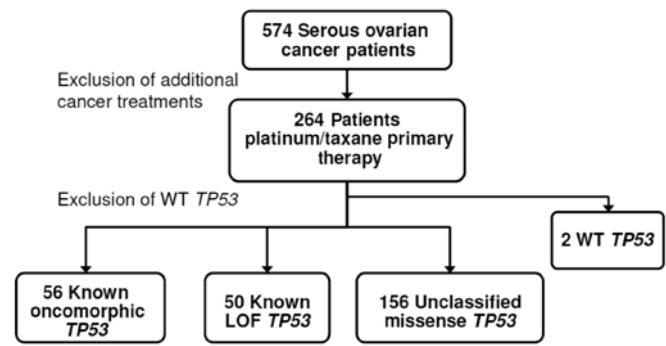 574 Serous ovarian
cancer patients
Exclusion of additional
cancer treatments
264 Patients
platinum/taxane primary
therapy
Exclusion of WT TP53
2 WT TP53
56 Known
oncomorphic
TP53
50 Known
LOF TP53
156 Unclassified
missense TP53